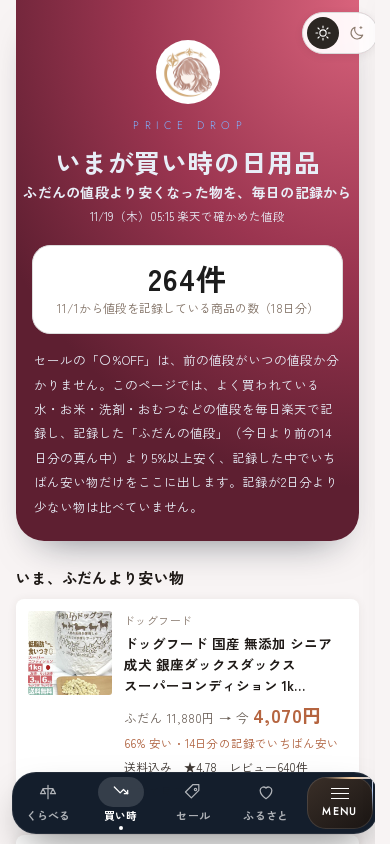 PRICE DROP
いまが買い時の日用品
ふだんの値段より安くなった物を、毎日の記録から
11/19（木）05:15 楽天で確かめた値段
264件
11/1から値段を記録している商品の数（18日分）
セールの「〇%OFF」は、前の値段がいつの値段か分
かりません。このページでは、よく買われている
水・お米・洗剤・おむつなどの値段を毎日楽天で記
録し、記録した「ふだんの値段」（今日より前の14
日分の真ん中）より5%以上安く、記録した中でいち
ばん安い物だけをここに出します。記録が2日分より
少ない物は比べていません。
いま、ふだんより安い物
ドッグフード
ドッグフード 国産 無添加 シニア
成犬 銀座ダックスダックス
スーパーコンディション 1k...
ふだん 11,880円 → 今 4,070円
66% 安い・14日分の記録でいちばん安い
送料込み ★4.78 レビュー640件
くらべる
買い時
セール
ふるさと
MENU